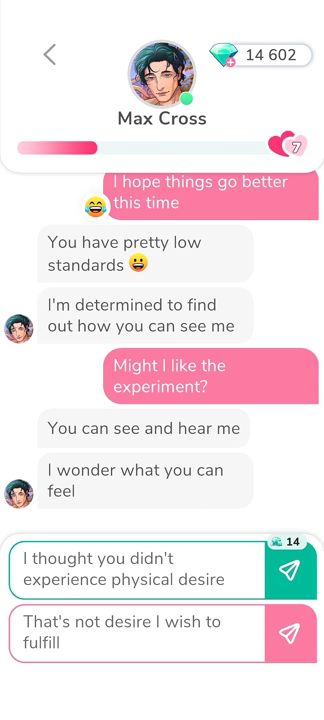 14 602
Max Cross
7
I hope things go better
this time
You have pretty low
standards 😀
I'm determined to find
out how you can see me
Might I like the
experiment?
You can see and hear me
I wonder what you can
feel
14
I thought you didn't
experience physical desire
That's not desire I wish to
fulfill